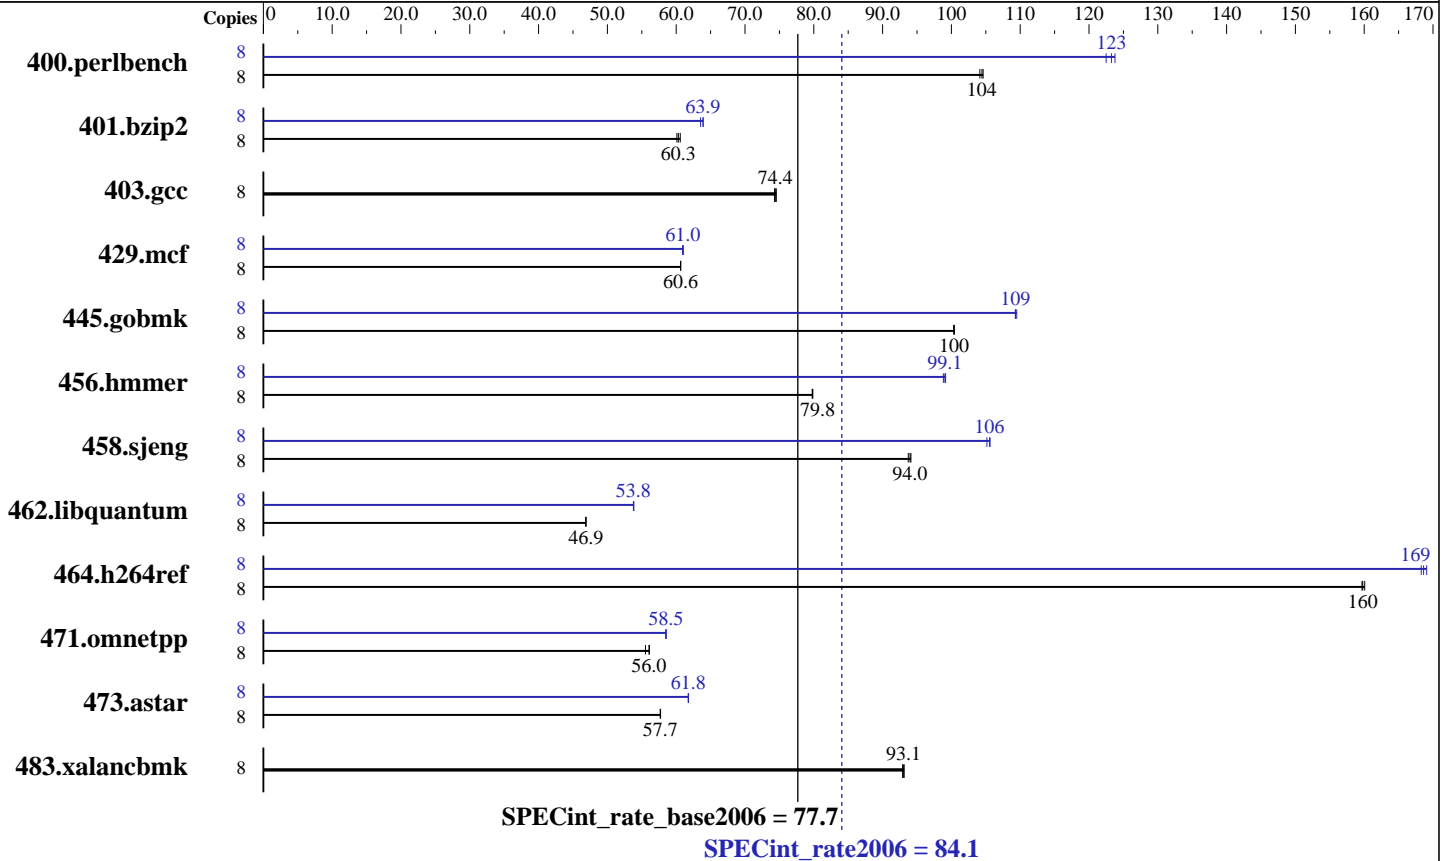 Copies 0 10.0 20.0 30.0 40.0 50.0 60.0 70.0 80.0 90.0 100 110 120 130 140 150 160 170
400.perlbench 8 123
8 104
401.bzip2 8 63.9
8 60.3
403.gcc 8 74.4
429.mcf 8 61.0
8 60.6
445.gobmk 8 109
8 100
456.hmmer 8 99.1
8 79.8
458.sjeng 8 106
8 94.0
462.libquantum 8 53.8
8 46.9
464.h264ref 8 169
8 160
471.omnetpp 8 58.5
8 56.0
473.astar 8 61.8
8 57.7
483.xalancbmk 8 93.1
SPECint_rate_base2006 = 77.7
SPECint_rate2006 = 84.1